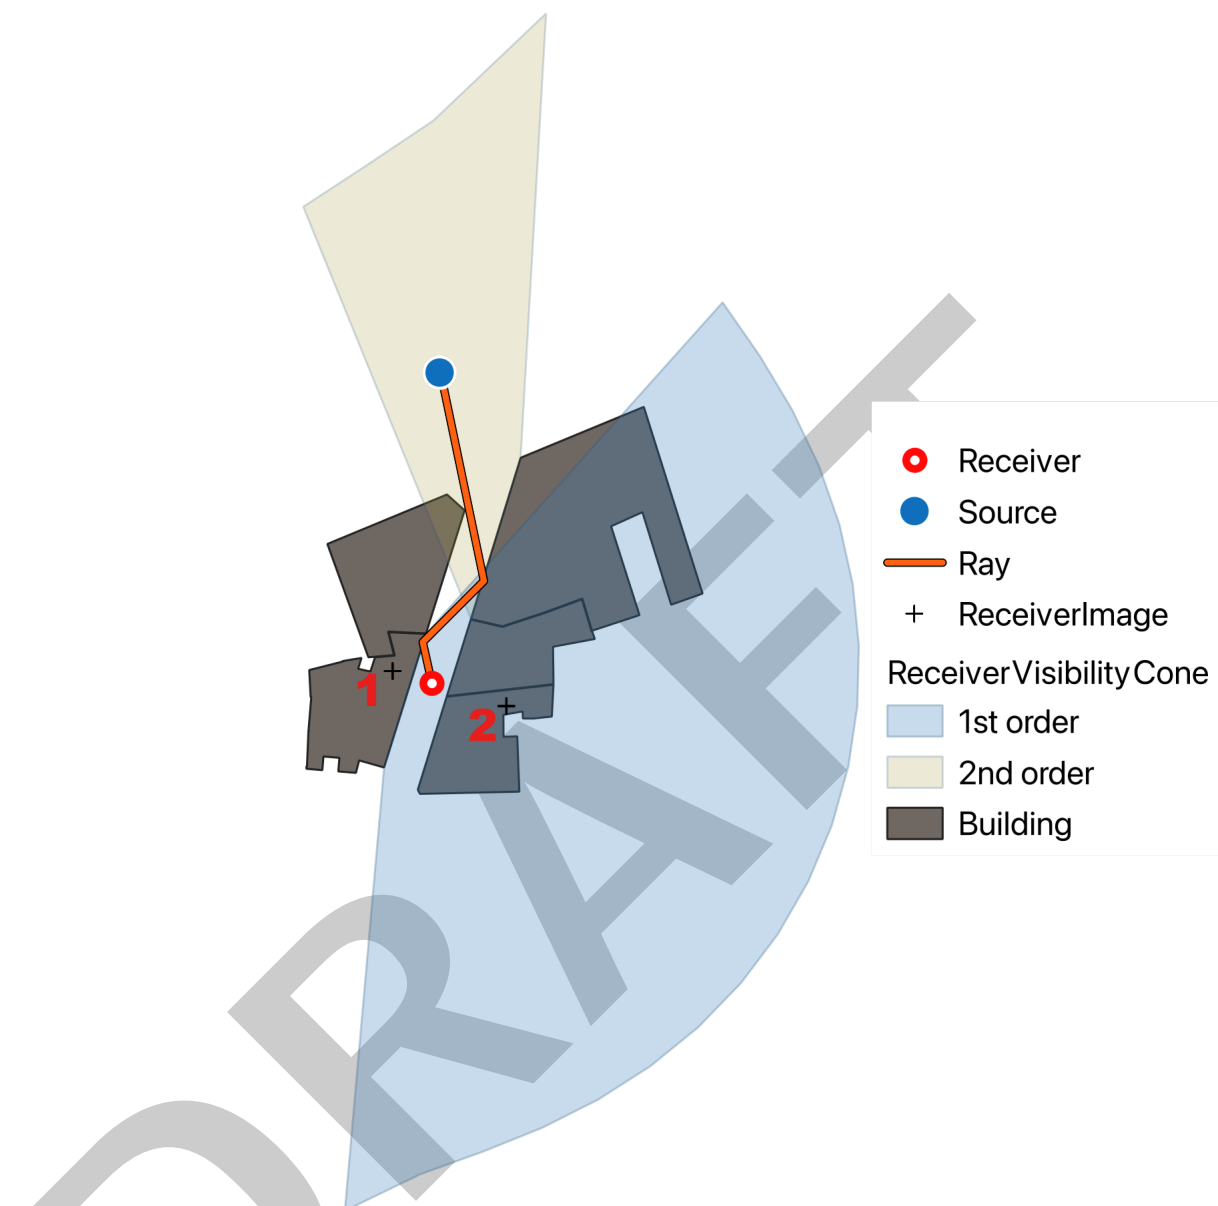 1
2
Receiver
Source
Ray
ReceiverImage
ReceiverVisibilityCone
1st order
2nd order
Building
DRAFT